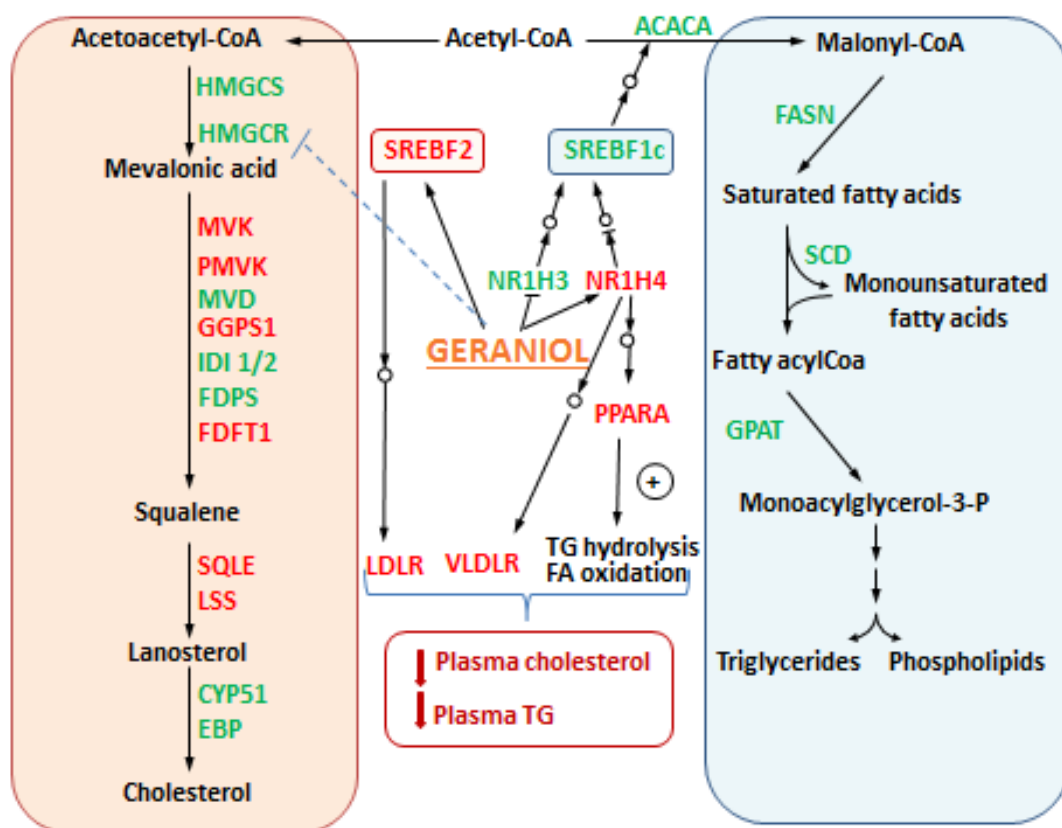 Acetoacetyl-CoA
Acetyl-CoA
ACACA
Malonyl-CoA
HMGCS
HMGCR
Mevalonic acid
MVK
PMVK
MVD
GGPS1
IDI 1/2
FDPS
FDFT1
Squalene
SQLE
LSS
Lanosterol
CYP51
EBP
Cholesterol
SREBF2
SREBF1c
NR1H3
NR1H4
GERANIOL
PPARA
+
LDLR
VLDLR
TG hydrolysis
FA oxidation
Plasma cholesterol
Plasma TG
FASN
Saturated fatty acids
SCD
Monounsaturated
fatty acids
Fatty acylCoa
GPAT
Monoacylglycerol-3-P
Triglycerides
Phospholipids